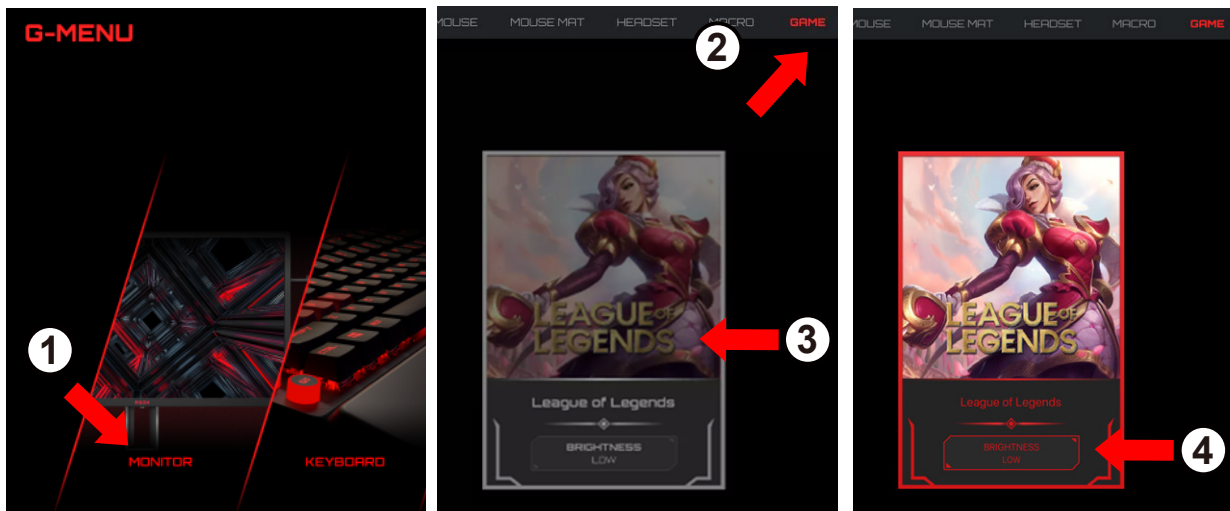 G-MENU
1
MONITOR
KEYBOARD
MOUSE MOUSE MAT HEADSET MACRO GAME
2
LEAGUE OF
LEGENDS
3
League of Legends
BRIGHTNESS
LOW
MOUSE MOUSE MAT HEADSET MACRO GAME
LEAGUE OF
LEGENDS
League of Legends
BRIGHTNESS
LOW
4